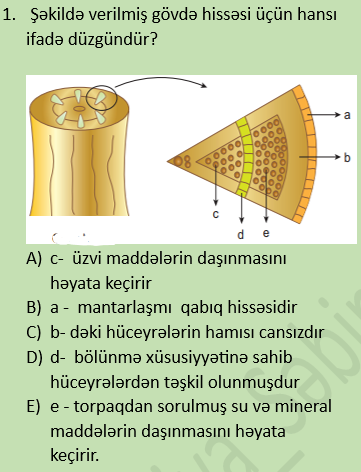 1. Şəkildə verilmiş gövdə hissəsi üçün hansı
ifadə düzgündür?
a
b
c
d
e
A) c- üzvi maddələrin daşınmasını
həyata keçirir
B) a - mantarlaşmı qabıq hissəsidir
C) b- dəki hüceyrələrin hamısı cansızdır
D) d- bölünmə xüsusiyyətinə sahib
hüceyrələrdən təşkil olunmuşdur
E) e - torpaqdan sorulmuş su və mineral
maddələrin daşınmasını həyata
keçirir.